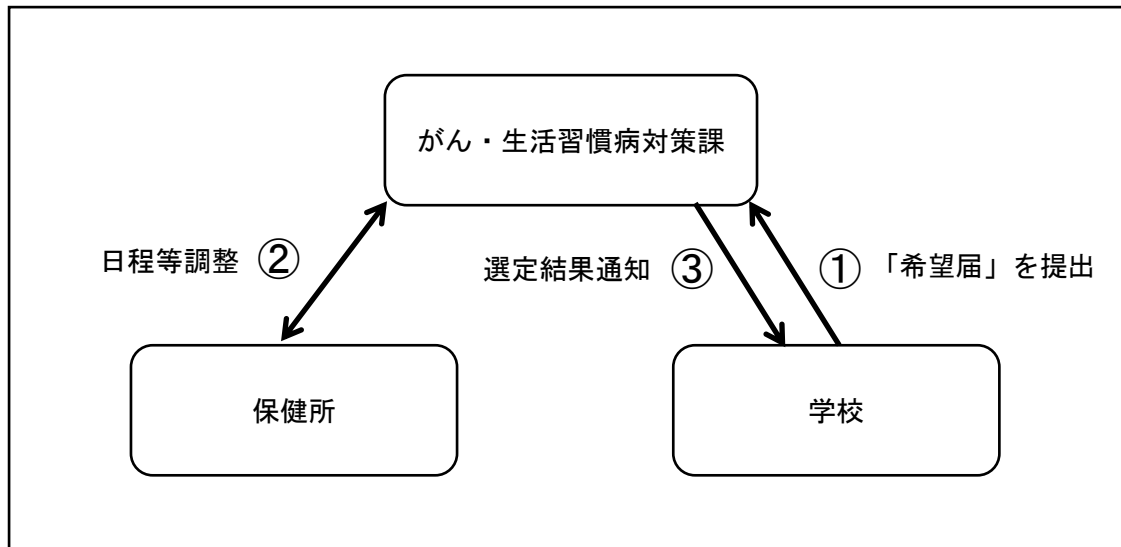 がん・生活習慣病対策課
日程等調整 ②
選定結果通知 ③
① 「希望届」を提出
保健所
学校